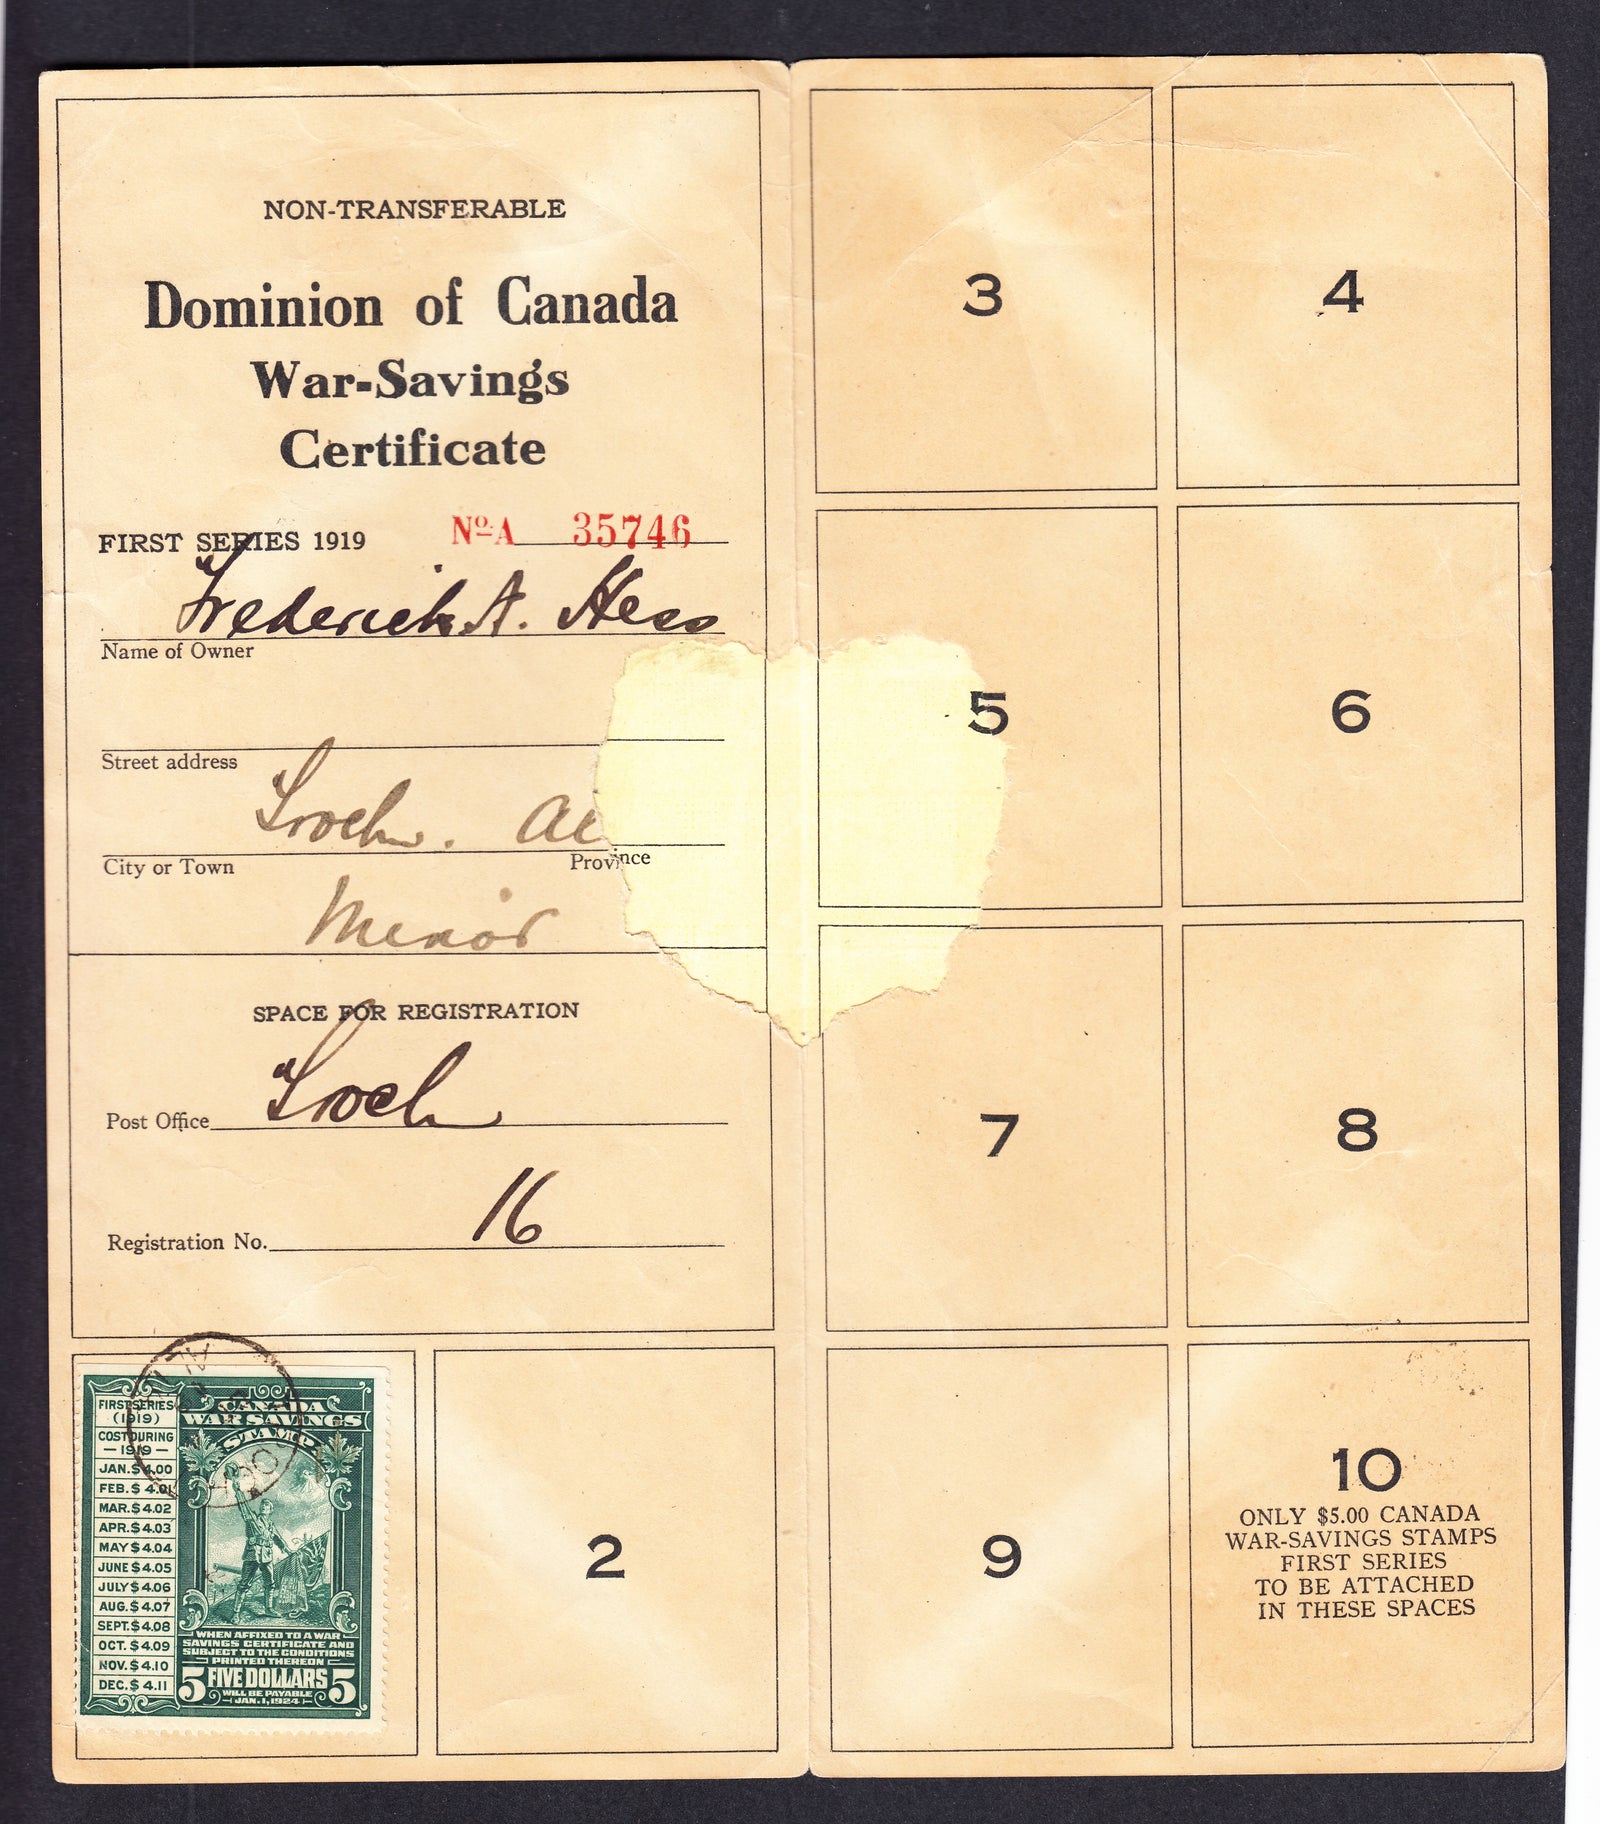 NON-TRANSFERABLE
Dominion of Canada
War-Savings
Certificate
FIRST SERIES 1919 No. A 35746
Frederick A. Hess
Name of Owner
Street address
Trochu. Al
City or Town Province
Minor
SPACE FOR REGISTRATION
Post Office Trochu
Registration No. 16
FIRST SERIES
(1919)
COST DURING
— 1919 —
JAN. $ 4.00
FEB. $ 4.01
MAR. $ 4.02
APR. $ 4.03
MAY $ 4.04
JUNE $ 4.05
JULY $ 4.06
AUG. $ 4.07
SEPT. $ 4.08
OCT. $ 4.09
NOV. $ 4.10
DEC. $ 4.11
CANADA
WAR SAVINGS
STAMP
WHEN AFFIXED TO A WAR
SAVINGS CERTIFICATE AND
SUBJECT TO THE CONDITIONS
PRINTED THEREON
5 FIVE DOLLARS 5
WILL BE PAYABLE
JAN. 1, 1924
2
3
4
5
6
7
8
9
10
ONLY $5.00 CANADA
WAR-SAVINGS STAMPS
FIRST SERIES
TO BE ATTACHED
IN THESE SPACES